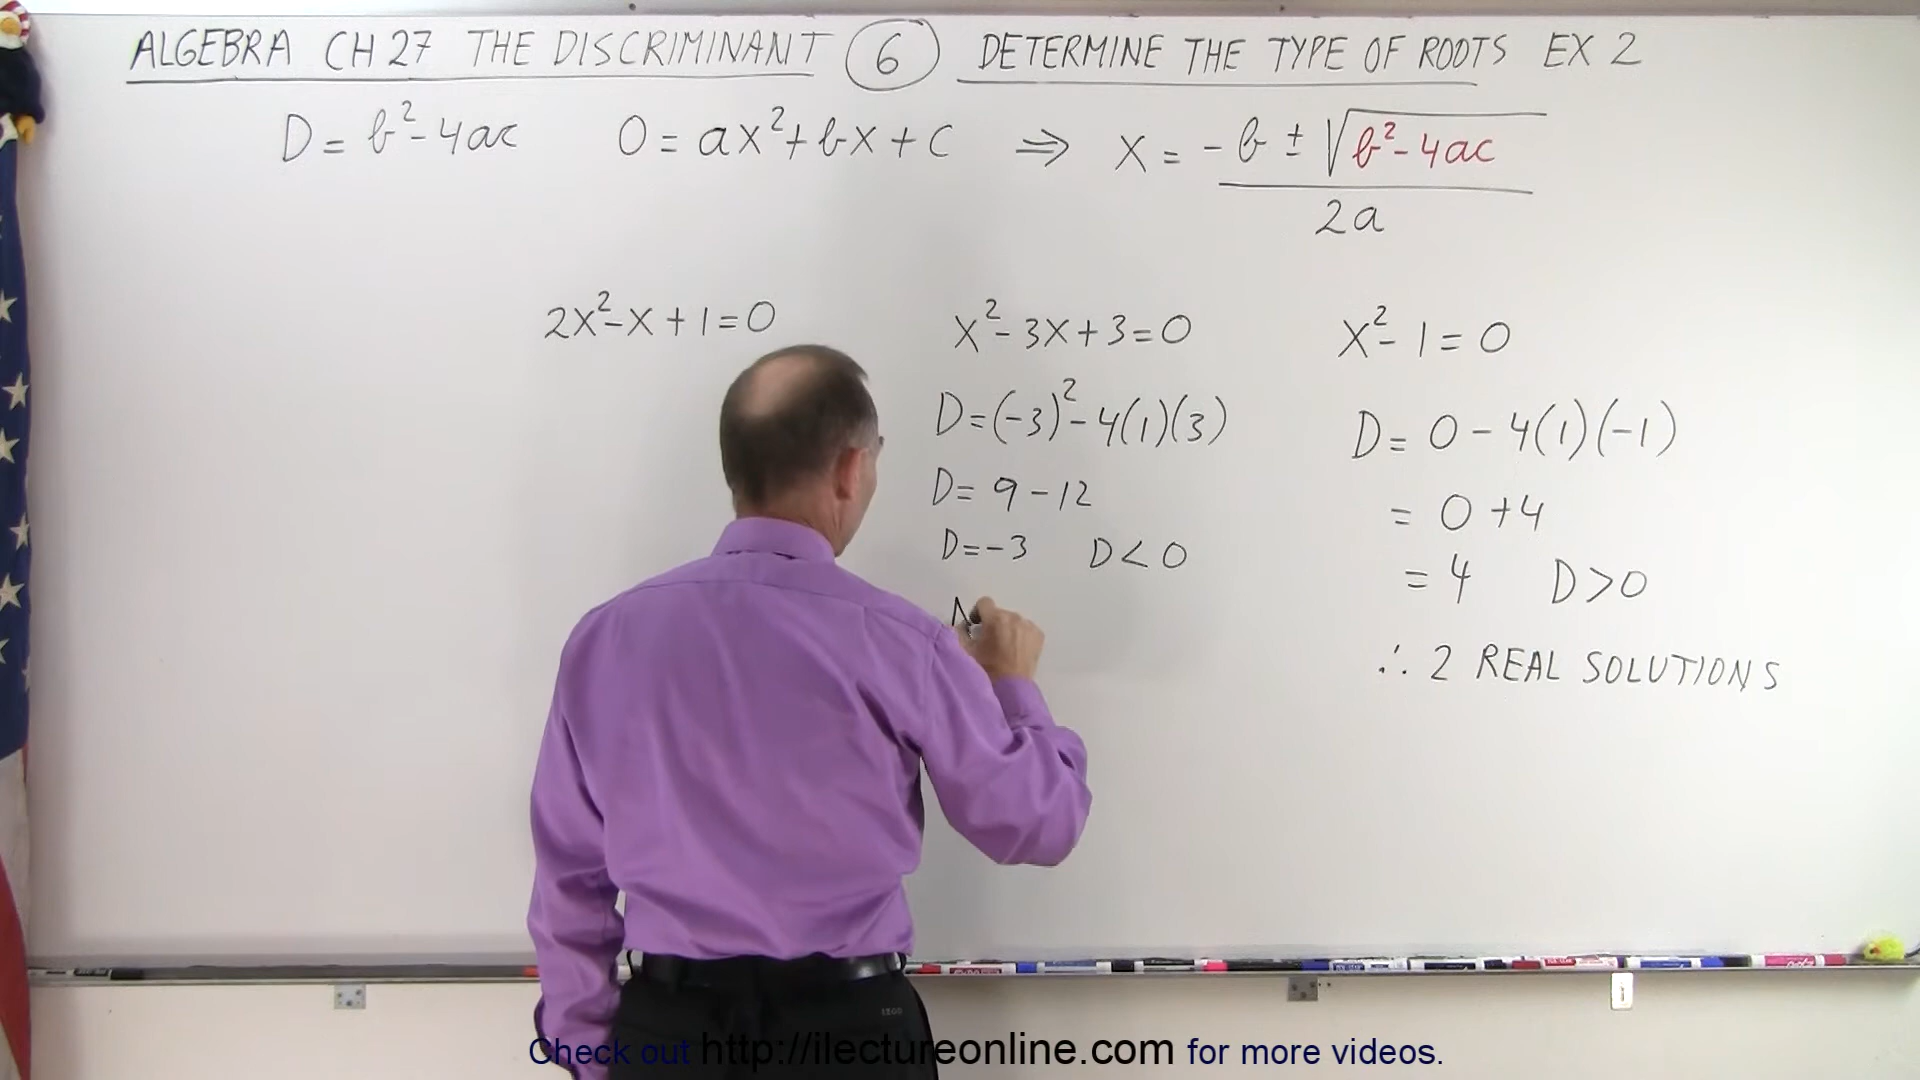 ALGEBRA CH 27 THE DISCRIMINANT 6 DETERMINE THE TYPE OF ROOTS EX 2
D = b² - 4ac 0 = ax² + bx + c ⇒ x = -b ± √b² - 4ac
2a
2x² - x + 1 = 0
x² - 3x + 3 = 0
D = (-3)² - 4(1)(3)
D = 9 - 12
D = -3 D < 0
N
x² - 1 = 0
D = 0 - 4(1)(-1)
= 0 + 4
= 4 D > 0
∴ 2 REAL SOLUTIONS
Check out http://ilectureonline.com for more videos.